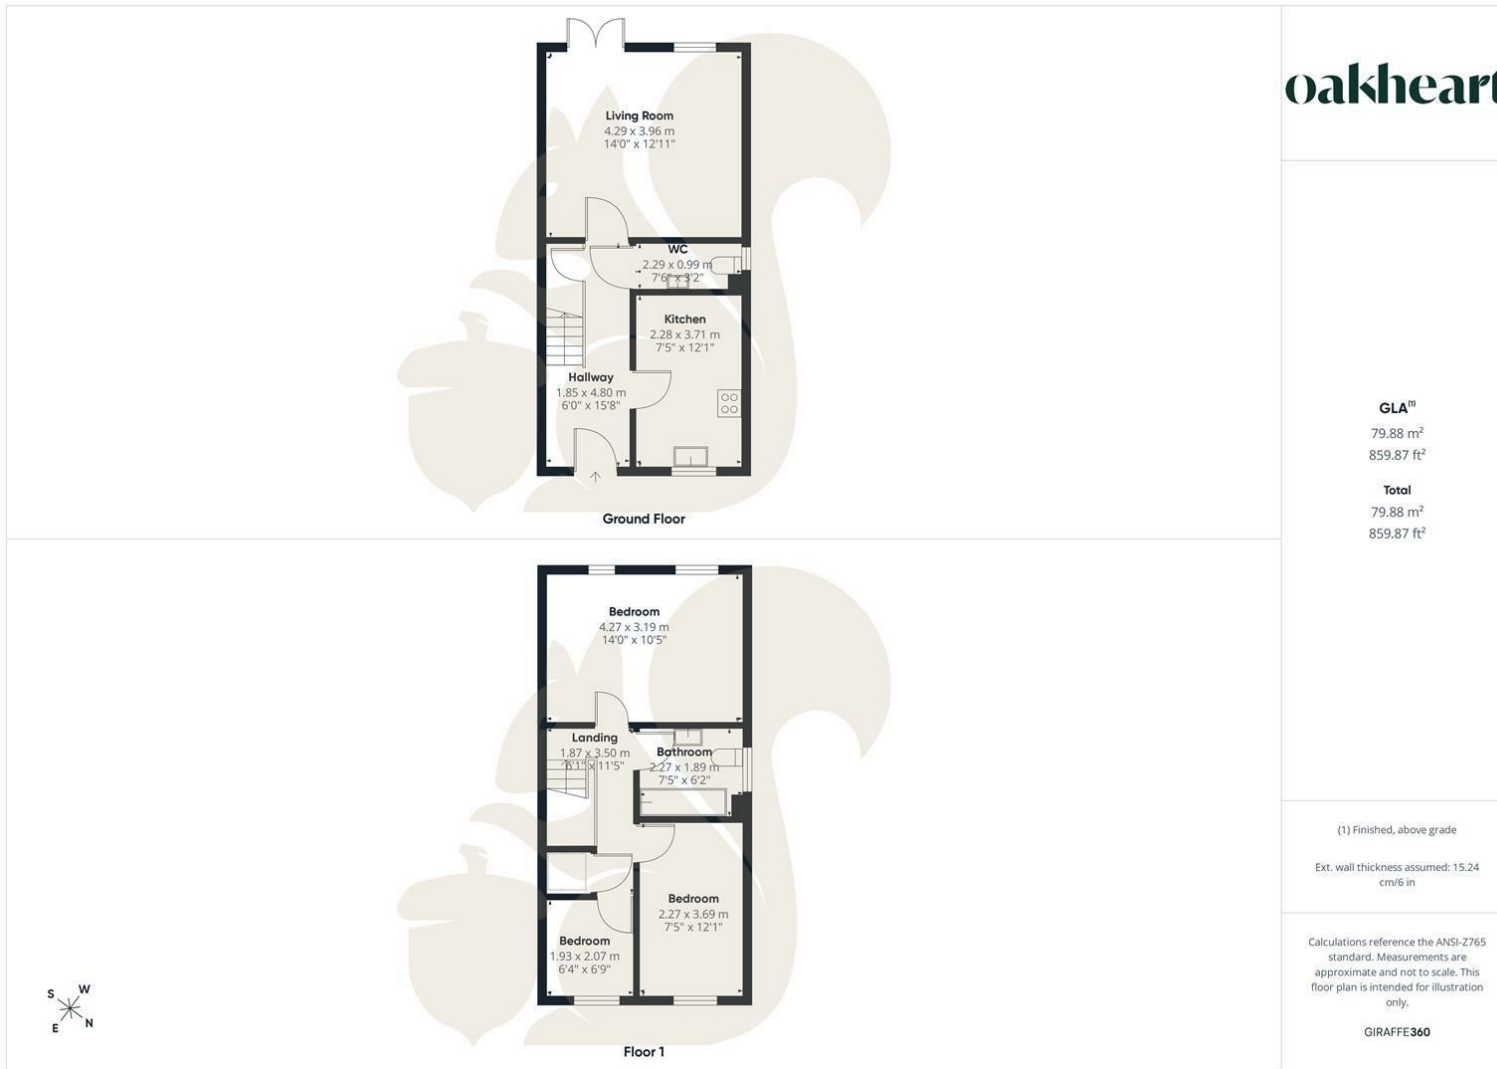 Living Room
4.29 x 3.96 m
14'0" x 12'11"
WC
2.29 x 0.99 m
7'6" x 3'2"
Kitchen
2.28 x 3.71 m
7'5" x 12'1"
Hallway
1.85 x 4.80 m
6'0" x 15'8"
Ground Floor
Bedroom
4.27 x 3.19 m
14'0" x 10'5"
Landing
1.87 x 3.50 m
6'1" x 11'5"
Bathroom
2.27 x 1.89 m
7'5" x 6'2"
Bedroom
2.27 x 3.69 m
7'5" x 12'1"
Bedroom
1.93 x 2.07 m
6'4" x 6'9"
Floor 1
S W
E N
oakheart
GLA(1)
79.88 m²
859.87 ft²
Total
79.88 m²
859.87 ft²
(1) Finished, above grade
Ext. wall thickness assumed: 15.24
cm/6 in
Calculations reference the ANSI-Z765
standard. Measurements are
approximate and not to scale. This
floor plan is intended for illustration
only.
GIRAFFE360